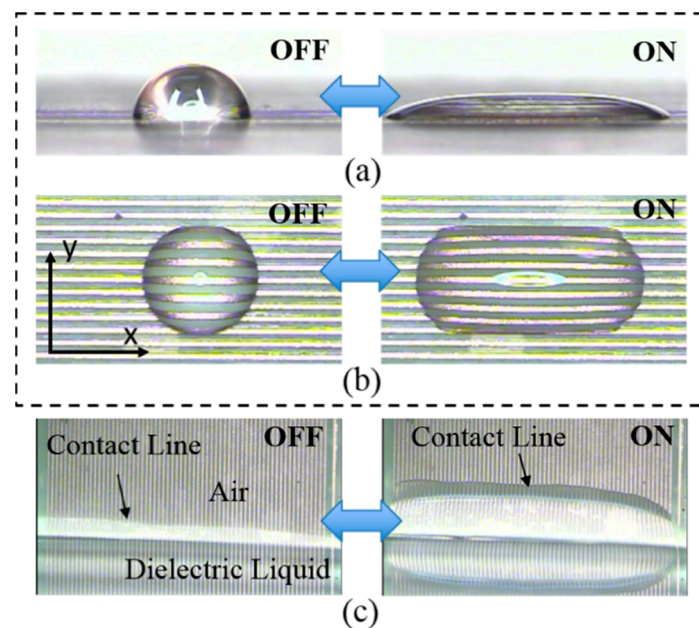 OFF
ON
(a)
OFF
ON
y
x
(b)
OFF
ON
Contact Line
Contact Line
Air
Dielectric Liquid
(c)